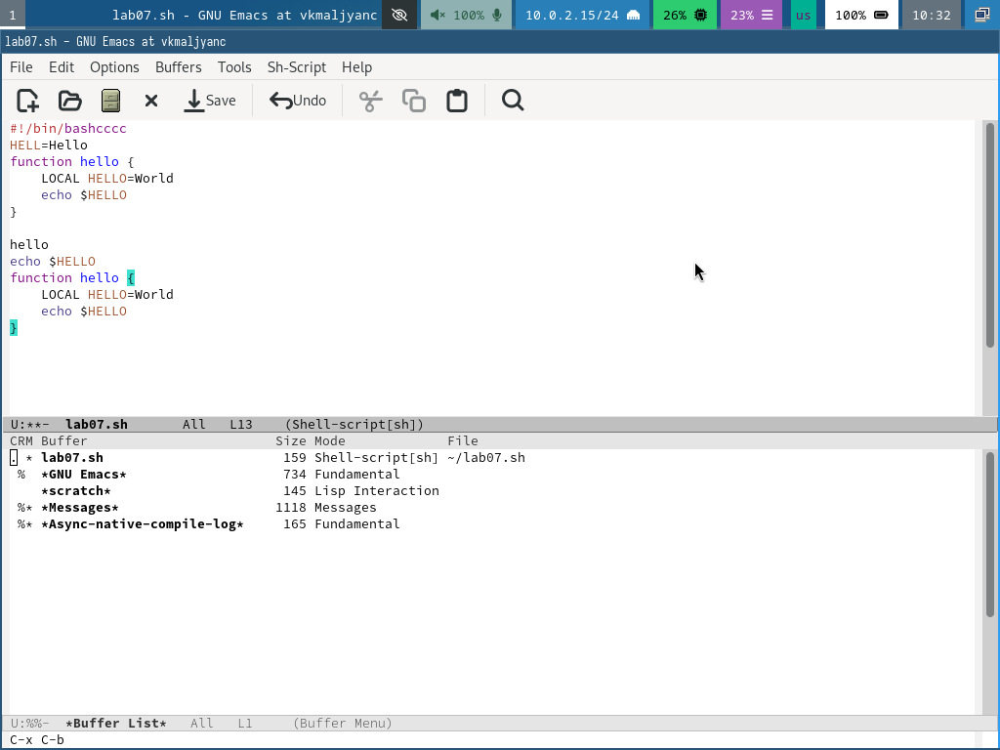 1 lab07.sh - GNU Emacs at vkmaljyanc 100% 10.0.2.15/24 26% 23% us 100% 10:32
lab07.sh - GNU Emacs at vkmaljyanc
File Edit Options Buffers Tools Sh-Script Help
Save Undo
#!/bin/bashcccc
HELL=Hello
function hello {
    LOCAL HELLO=World
    echo $HELLO
}
hello
echo $HELLO
function hello {
    LOCAL HELLO=World
    echo $HELLO
}
U:**-  lab07.sh       All   L13    (Shell-script[sh])
CRM Buffer                        Size Mode             File
. * lab07.sh                       159 Shell-script[sh] ~/lab07.sh
 %  *GNU Emacs*                    734 Fundamental
    *scratch*                      145 Lisp Interaction
 %* *Messages*                    1118 Messages
 %* *Async-native-compile-log*     165 Fundamental
U:%%-  *Buffer List*   All   L1     (Buffer Menu)
C-x C-b